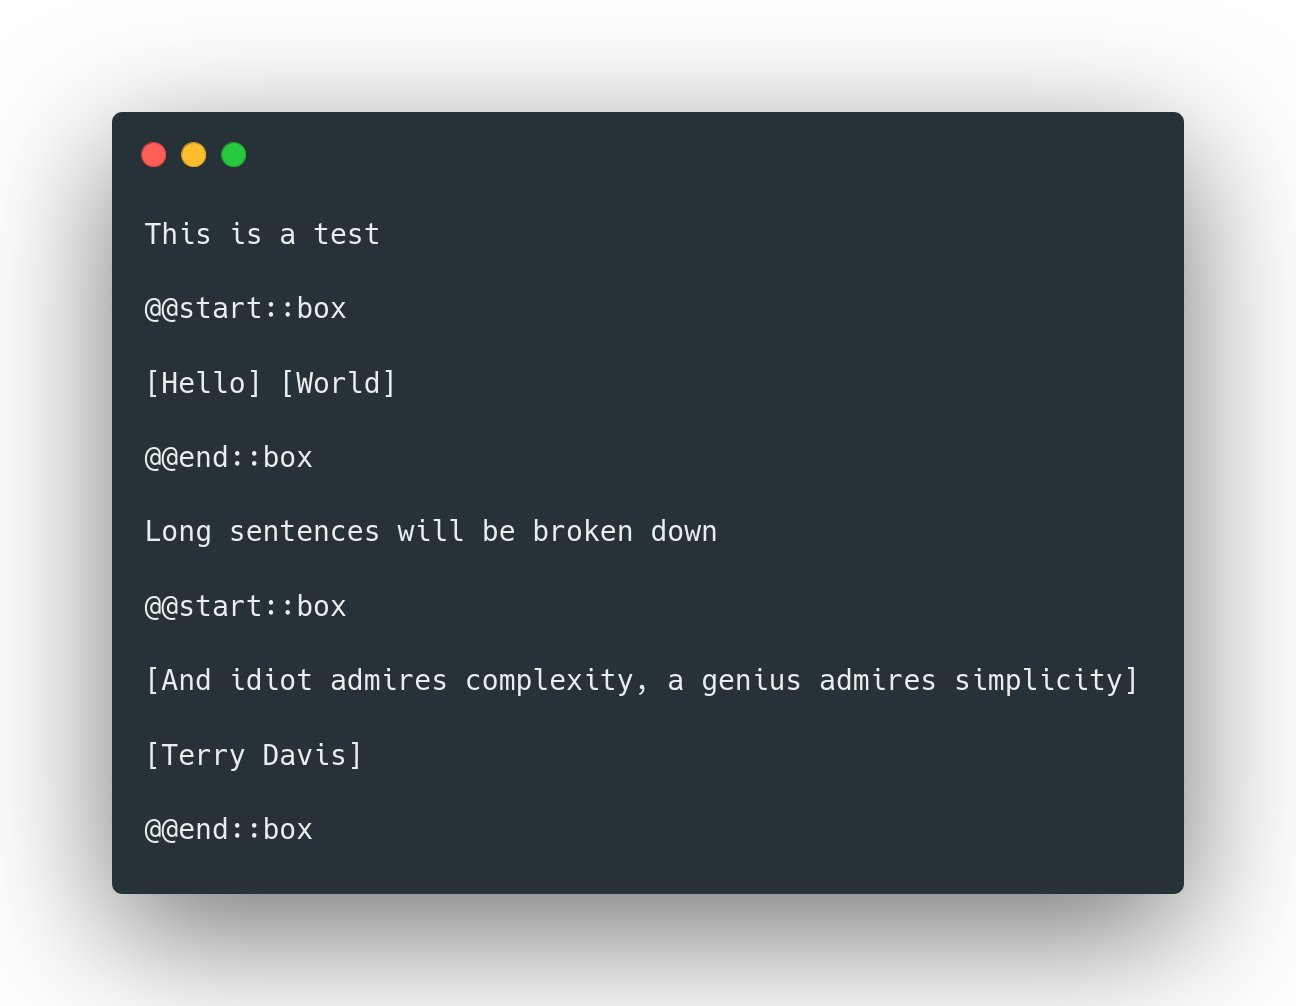 This is a test
@@start::box
[Hello] [World]
@@end::box
Long sentences will be broken down
@@start::box
[And idiot admires complexity, a genius admires simplicity]
[Terry Davis]
@@end::box